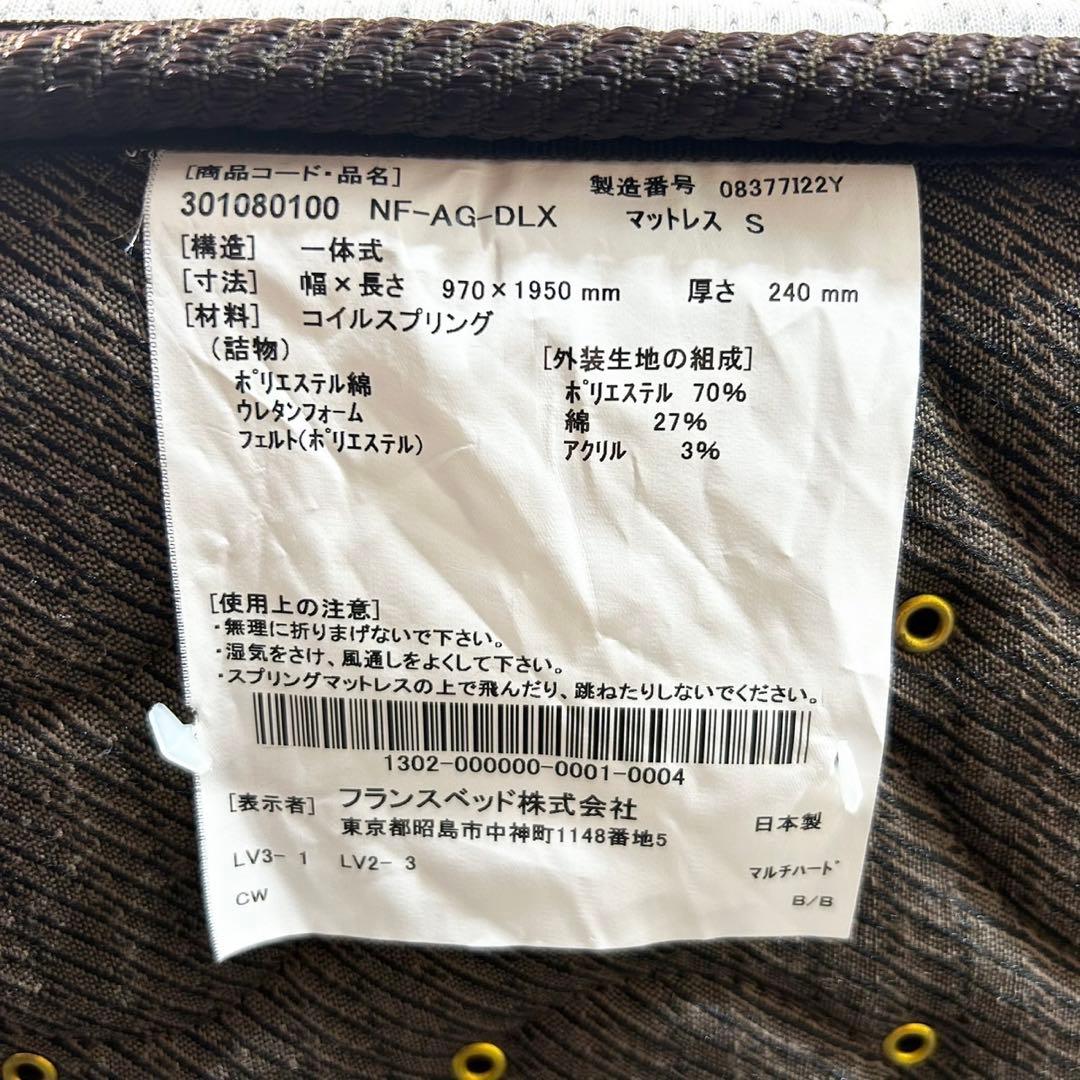 [商品コード・品名] 製造番号 08377122Y
301080100 NF-AG-DLX マットレス S
[構造] 一体式
[寸法] 幅×長さ 970×1950 mm 厚さ 240 mm
[材料] コイルスプリング
(詰物) [外装生地の組成]
ポリエステル綿 ポリエステル 70%
ウレタンフォーム 綿 27%
フェルト(ポリエステル) アクリル 3%
[使用上の注意]
・無理に折りまげないで下さい。
・湿気をさけ、風通しをよくして下さい。
・スプリングマットレスの上で飛んだり、跳ねたりしないでください。
1302-000000-0001-0004
[表示者] フランスベッド株式会社
東京都昭島市中神町1148番地5 日本製
LV3- 1 LV2- 3 マルチハード
CW B/B